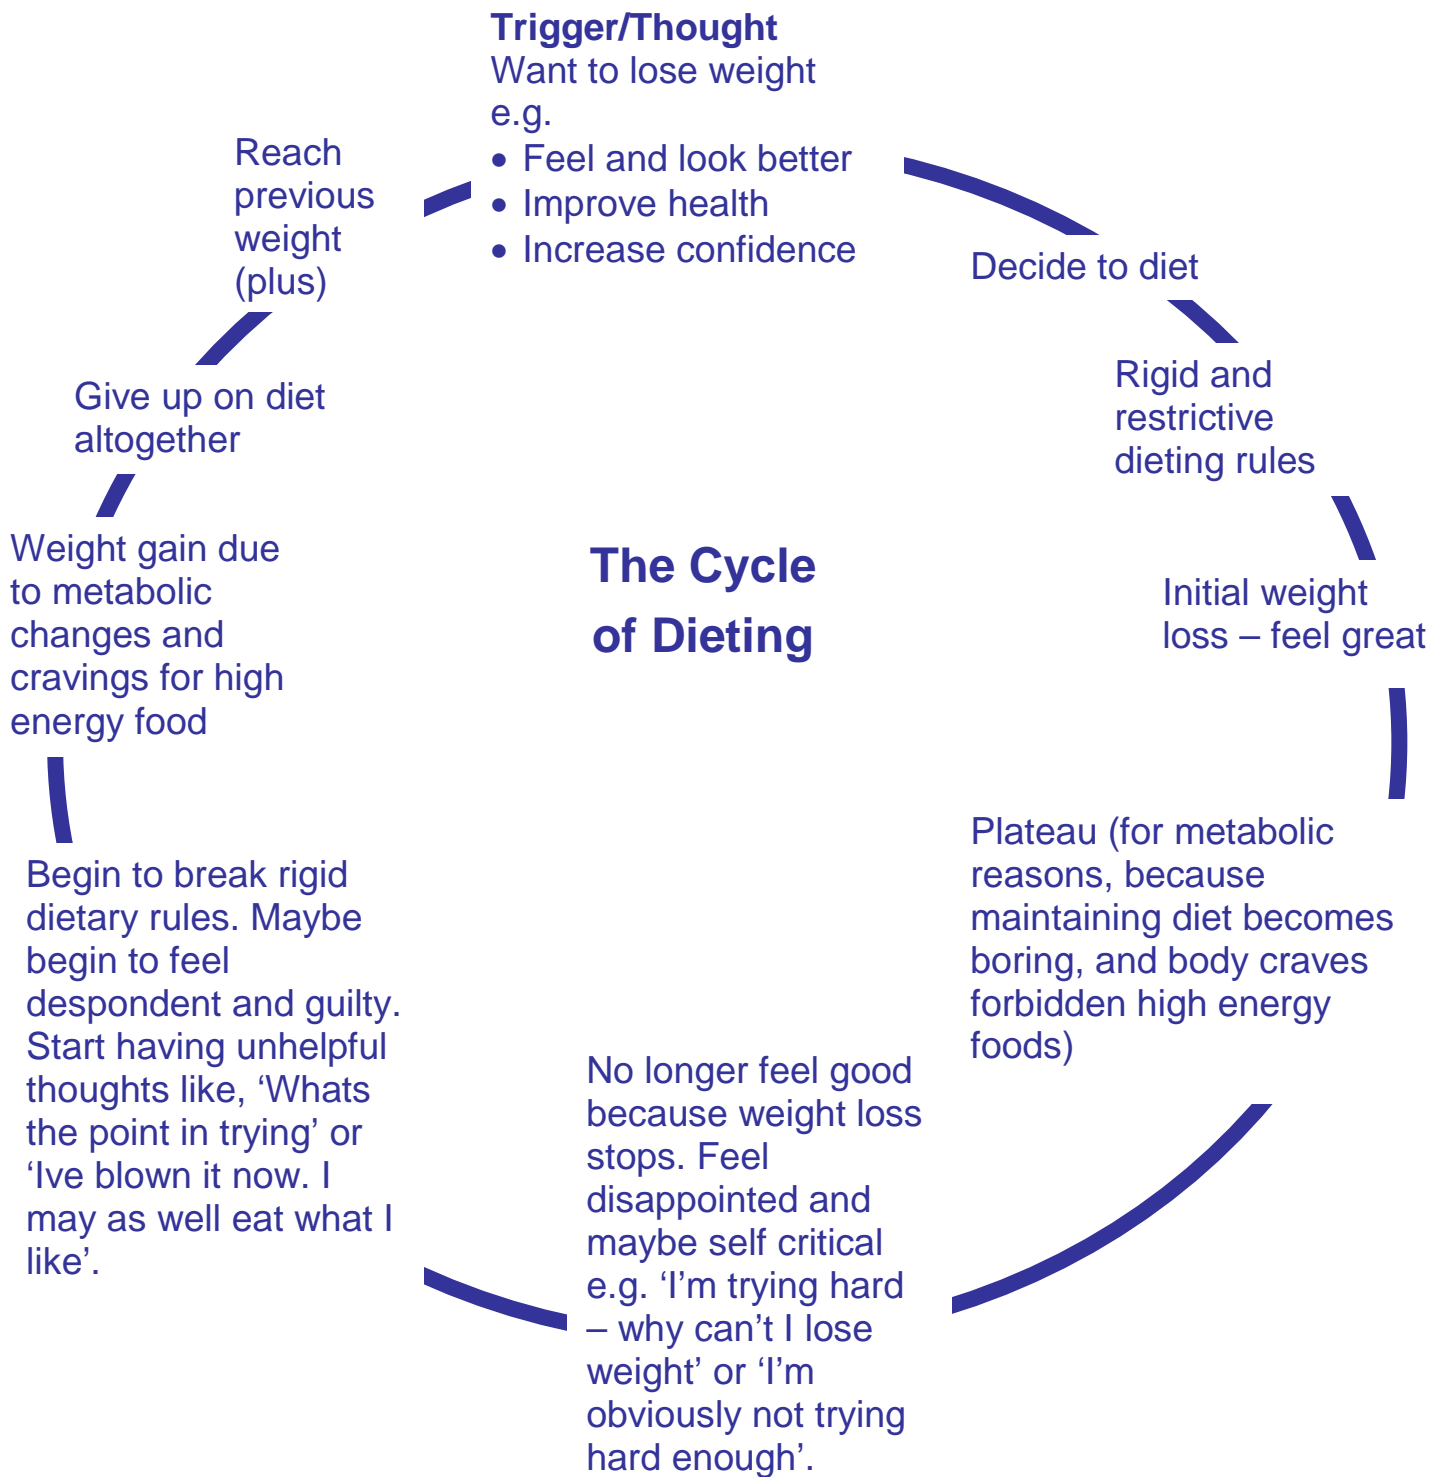 Trigger/Thought
Want to lose weight
e.g.
• Feel and look better
• Improve health
• Increase confidence
Decide to diet
Rigid and
restrictive
dieting rules
Initial weight
loss – feel great
Plateau (for metabolic
reasons, because
maintaining diet becomes
boring, and body craves
forbidden high energy
foods)
No longer feel good
because weight loss
stops. Feel
disappointed and
maybe self critical
e.g. ‘I’m trying hard
– why can’t I lose
weight’ or ‘I’m
obviously not trying
hard enough’.
Begin to break rigid
dietary rules. Maybe
begin to feel
despondent and guilty.
Start having unhelpful
thoughts like, ‘Whats
the point in trying’ or
‘Ive blown it now. I
may as well eat what I
like’.
Weight gain due
to metabolic
changes and
cravings for high
energy food
Give up on diet
altogether
Reach
previous
weight
(plus)
The Cycle
of Dieting